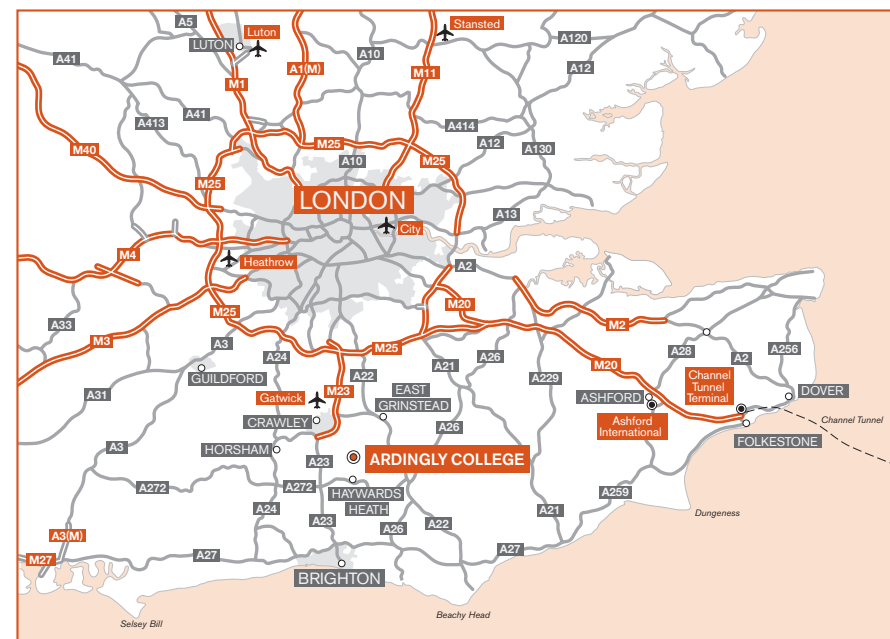 A5
Luton
LUTON
Stansted
A41
A10
A120
A12
M1
A1(M)
M11
A413
A41
M25
A414
A12
A130
M40
A10
M25
M25
LONDON
City
A13
M4
Heathrow
A2
M20
A33
M3
M25
A3
A24
M25
M2
A28
A2
A256
GUILDFORD
A22
A21
A26
A229
M20
A31
Gatwick
M23
EAST
GRINSTEAD
ASHFORD
Channel
Tunnel
Terminal
DOVER
CRAWLEY
Ashford
International
Channel Tunnel
A3
HORSHAM
A26
FOLKESTONE
A23
ARDINGLY COLLEGE
A272
A272
HAYWARDS
HEATH
A259
A24
A23
A26
A22
A21
Dungeness
A3(M)
M27
A27
A27
BRIGHTON
Selsey Bill
Beachy Head